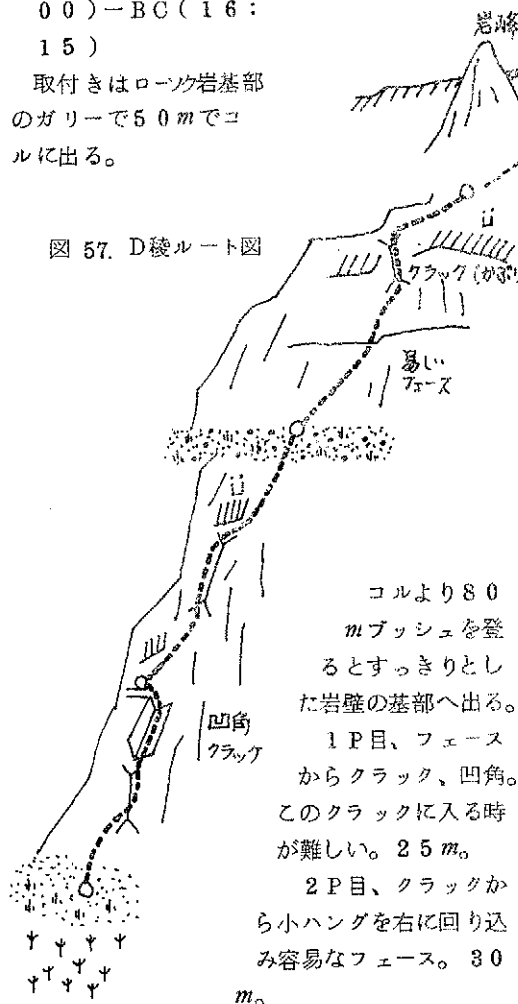 ００）－ＢＣ（１６：
１５）
取付きはローソク岩基部
のガリーで５０ｍでコ
ルに出る。
図 57. D稜ルート図
岩峰
クラック（かぶり
易しい
フェース
凹角
クラック
コルより８０
ｍブッシュを登
るとすっきりとし
た岩壁の基部へ出る。
１Ｐ目、フェース
からクラック、凹角。
このクラックに入る時
が難しい。２５ｍ。
２Ｐ目、クラックか
ら小ハングを右に回り込
み容易なフェース。３０
ｍ。